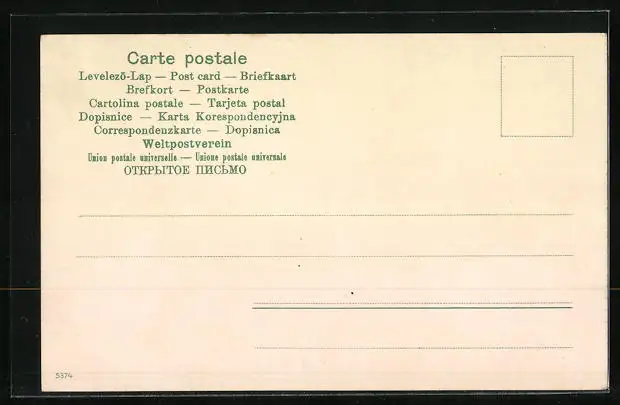 Carte postale
Levelezö-Lap — Post card — Briefkaart
Brefkort — Postkarte
Cartolina postale — Tarjeta postal
Dopisnice — Karta Korespondencyjna
Correspondenzkarte — Dopisnica
Weltpostverein
Union postale universelle — Unione postale universale
ОТКРЫТОЕ ПИСЬМО
5374